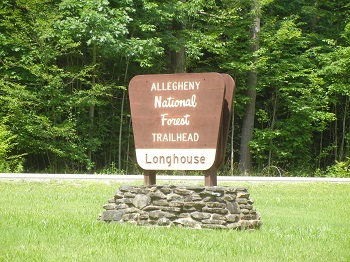 ALLEGHENY
National
Forest
TRAILHEAD
Longhouse